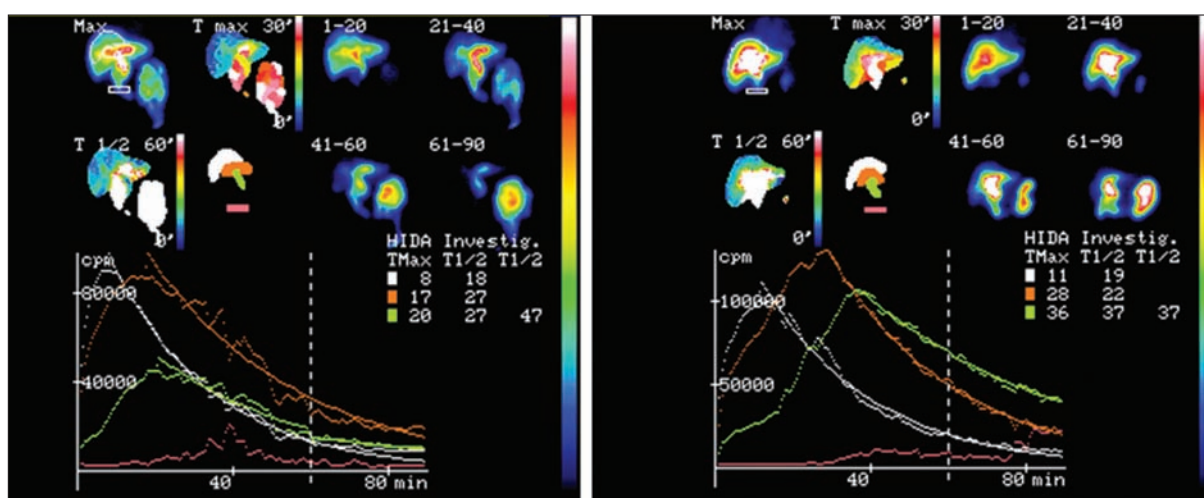 Max T max 30' 1-20 21-40
0'
T 1/2 60' 41-60 61-90
0'
HIDA Investig.
TMax T1/2 T1/2
8 18
17 27
20 27 47
cpm
80000
40000
40 80 min
Max T max 30' 1-20 21-40
0'
T 1/2 60' 41-60 61-90
0'
HIDA Investig.
TMax T1/2 T1/2
11 19
28 22
36 37 37
cpm
100000
50000
40 80 min